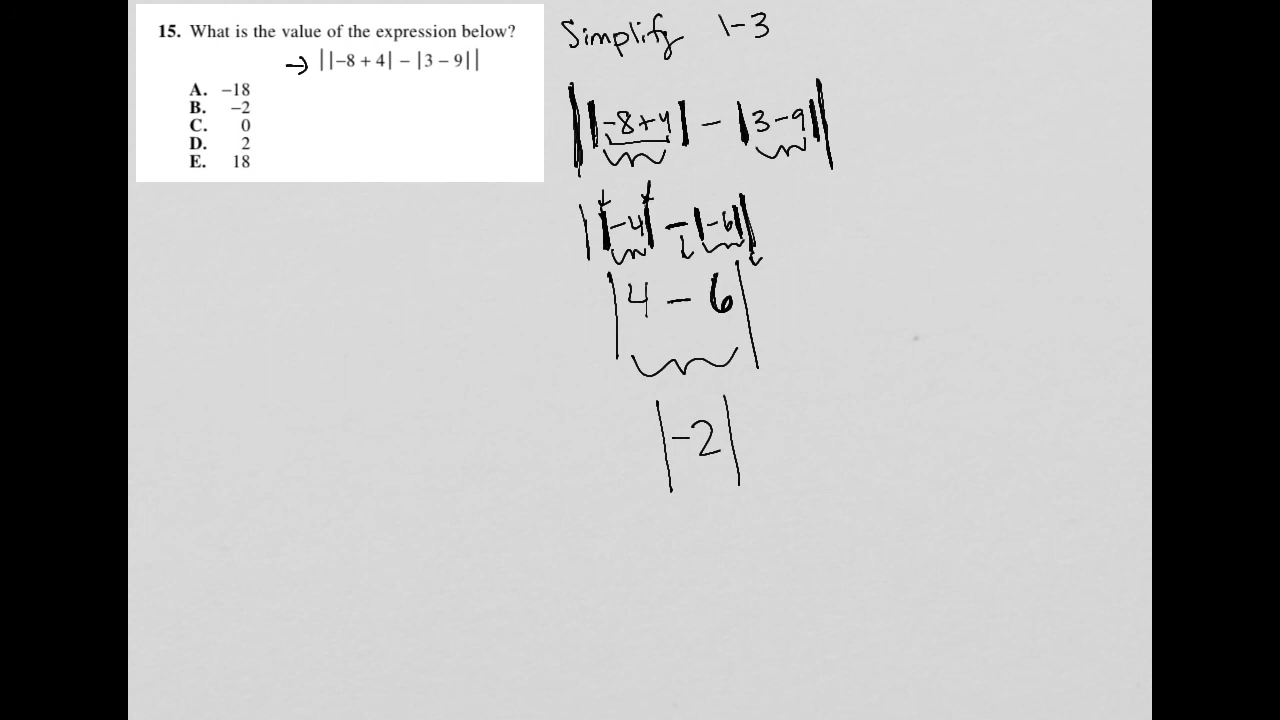 15. What is the value of the expression below?
→ ||−8 + 4| − |3 − 9||
A. −18
B. −2
C. 0
D. 2
E. 18
Simplify 1-3
||-8+4| - |3-9||
||-4| - |-6||
|4 - 6|
|-2|